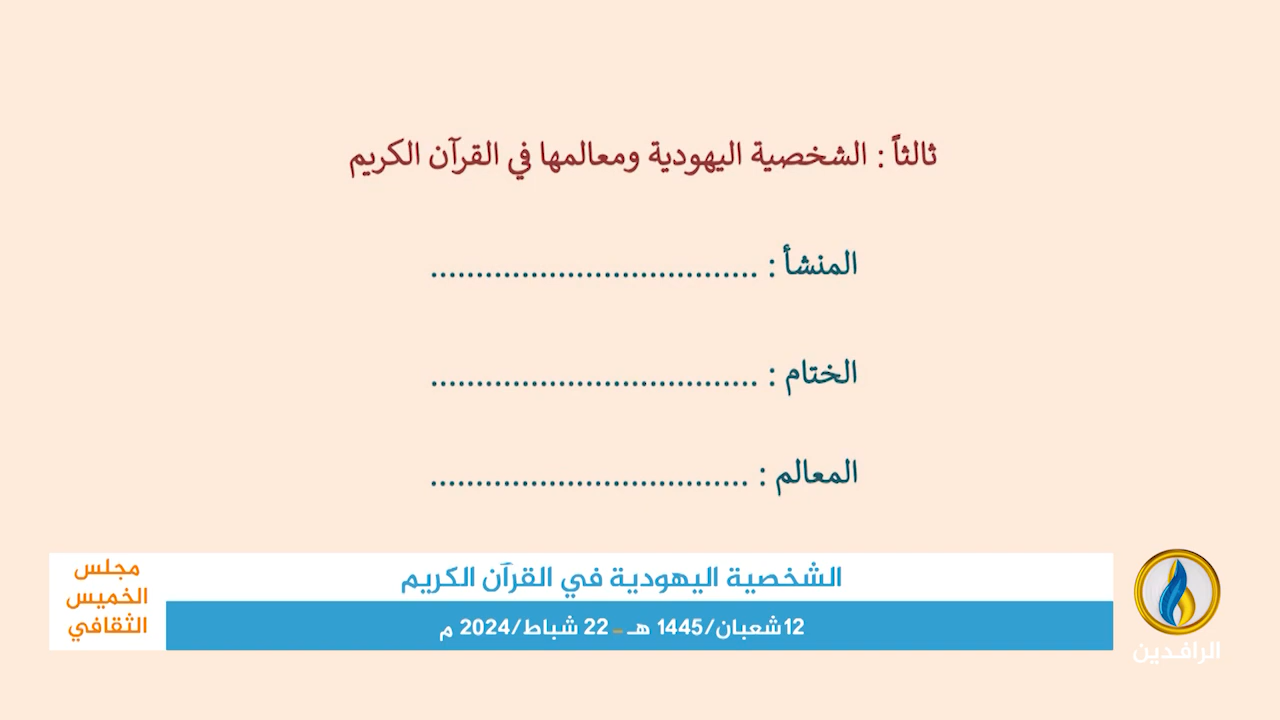 ثالثاً : الشخصية اليهودية ومعالمها في القرآن الكريم
المنشأ : ....................................
الختام : ....................................
المعالم : ...................................
الشخصية اليهودية في القرآن الكريم
12 شعبان/1445 هـ - 22 شباط/2024 م
مجلس
الخميس
الثقافي
الرافدين